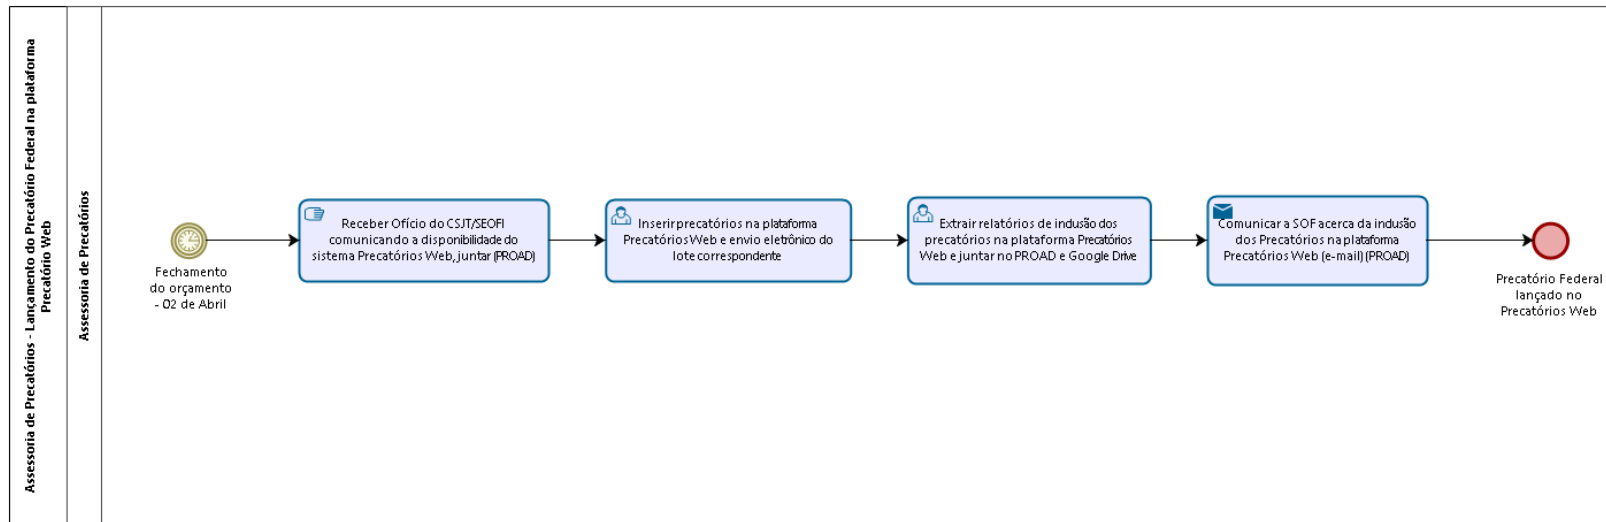 Assessoria de Precatórios - Lançamento do Precatório Federal na plataforma
Precatório Web
Assessoria de Precatórios
Fechamento
do orçamento
- 02 de Abril
Receber Ofício do CSJT/SEOFI
comunicando a disponibilidade do
sistema Precatórios Web, juntar (PROAD)
Inserir precatórios na plataforma
Precatórios Web e envio eletrônico do
lote correspondente
Extrair relatórios de inclusão dos
precatórios na plataforma Precatórios
Web e juntar no PROAD e Google Drive
Comunicar a SOF acerca da inclusão
dos Precatórios na plataforma
Precatórios Web (e-mail) (PROAD)
Precatório Federal
lançado no
Precatórios Web